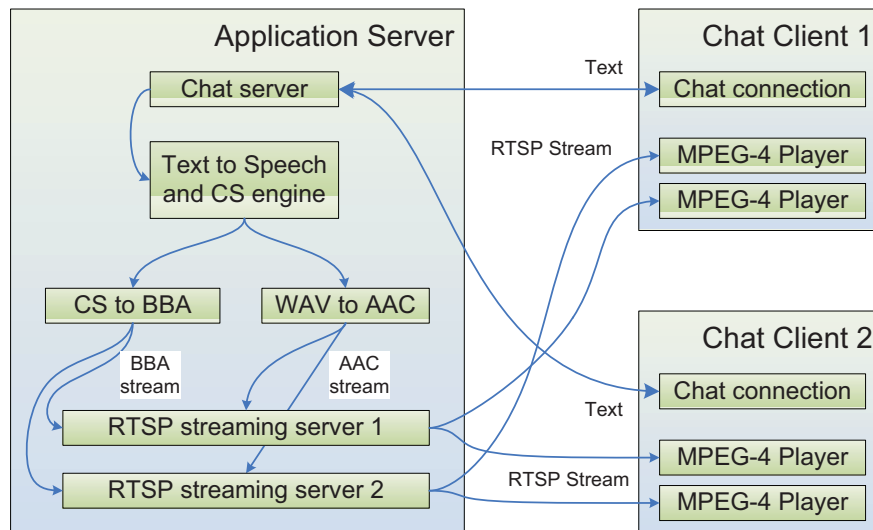 Application Server
Chat server
Text to Speech
and CS engine
CS to BBA
WAV to AAC
BBA
stream
AAC
stream
RTSP streaming server 1
RTSP streaming server 2
Text
RTSP Stream
Chat Client 1
Chat connection
MPEG-4 Player
MPEG-4 Player
Text
RTSP Stream
Chat Client 2
Chat connection
MPEG-4 Player
MPEG-4 Player